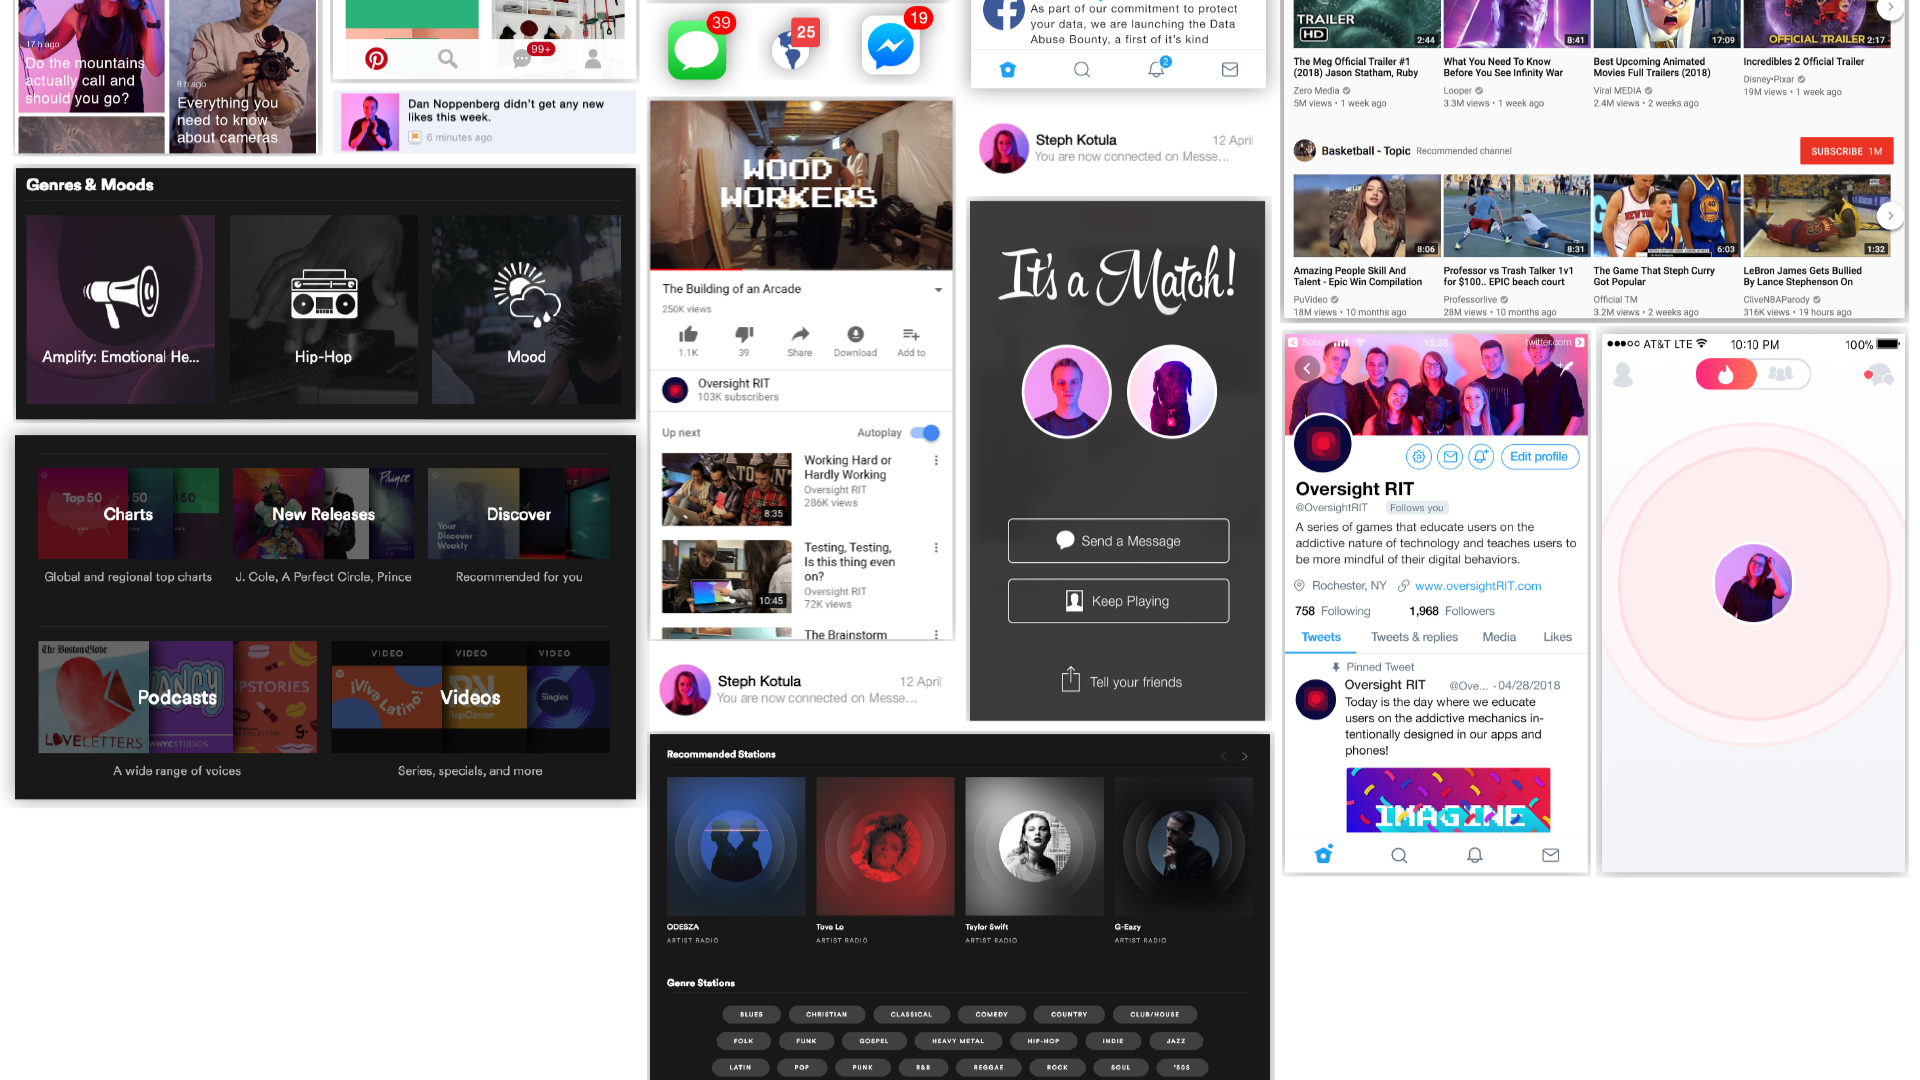 17 h ago
Do the mountains
actually call and
should you go?
8 h ago
Everything you
need to know
about cameras
99+
Dan Noppenberg didn't get any new
likes this week.
6 minutes ago
Genres & Moods
Amplify: Emotional He...
Hip-Hop
Mood
Top 50
Charts
New Releases
Prince
Discover
Your
Discover
Weekly
Global and regional top charts
J. Cole, A Perfect Circle, Prince
Recommended for you
The Boston Globe
LOVELETTERS
WNYCSTUDIOS
Podcasts
VIDEO
VIDEO
VIDEO
¡Viva Latino!
Singles
Videos
A wide range of voices
Series, specials, and more
39
25
19
WOOD
WORKERS
The Building of an Arcade
250K views
1.1K
39
Share
Download
Add to
Oversight RIT
103K subscribers
Up next
Autoplay
8:35
Working Hard or
Hardly Working
Oversight RIT
286K views
10:45
Testing, Testing,
Is this thing even
on?
Oversight RIT
72K views
The Brainstorm
Steph Kotula
12 April
You are now connected on Messe...
Recommended Stations
ODESZA
ARTIST RADIO
Tove Lo
ARTIST RADIO
Taylor Swift
ARTIST RADIO
G-Eazy
ARTIST RADIO
Genre Stations
BLUES
CHRISTIAN
CLASSICAL
COMEDY
COUNTRY
CLUB/HOUSE
FOLK
FUNK
GOSPEL
HEAVY METAL
HIP-HOP
INDIE
JAZZ
LATIN
POP
PUNK
R&B
REGGAE
ROCK
SOUL
'50S
As part of our commitment to protect
your data, we are launching the Data
Abuse Bounty, a first of it's kind
2
Steph Kotula
12 April
You are now connected on Messe...
It's a Match!
Send a Message
Keep Playing
Tell your friends
TRAILER
HD
2:44
8:41
17:09
OFFICIAL TRAILER 2:17
The Meg Official Trailer #1
(2018) Jason Statham, Ruby
Zero Media
5M views • 1 week ago
What You Need To Know
Before You See Infinity War
Looper
3.3M views • 1 week ago
Best Upcoming Animated
Movies Full Trailers (2018)
Viral MEDIA
2.4M views • 2 weeks ago
Incredibles 2 Official Trailer
Disney•Pixar
19M views • 1 week ago
Basketball - Topic
Recommended channel
SUBSCRIBE 1M
8:06
8:31
6:03
1:32
Amazing People Skill And
Talent - Epic Win Compilation
PuVideo
18M views • 10 months ago
Professor vs Trash Talker 1v1
for $100.. EPIC beach court
Professorlive
28M views • 10 months ago
The Game That Steph Curry
Got Popular
Official TM
3.2M views • 2 weeks ago
LeBron James Gets Bullied
By Lance Stephenson On
CliveNBAParody
316K views • 19 hours ago
Safari
15:26
twitter.com
Edit profile
Oversight RIT
@OversightRIT
Follows you
A series of games that educate users on the
addictive nature of technology and teaches users to
be more mindful of their digital behaviors.
Rochester, NY
www.oversightRIT.com
758 Following
1,968 Followers
Tweets
Tweets & replies
Media
Likes
Pinned Tweet
Oversight RIT
@Ove... · 04/28/2018
Today is the day where we educate
users on the addictive mechanics in-
tentionally designed in our apps and
phones!
IMAGINE
AT&T LTE
10:10 PM
100%